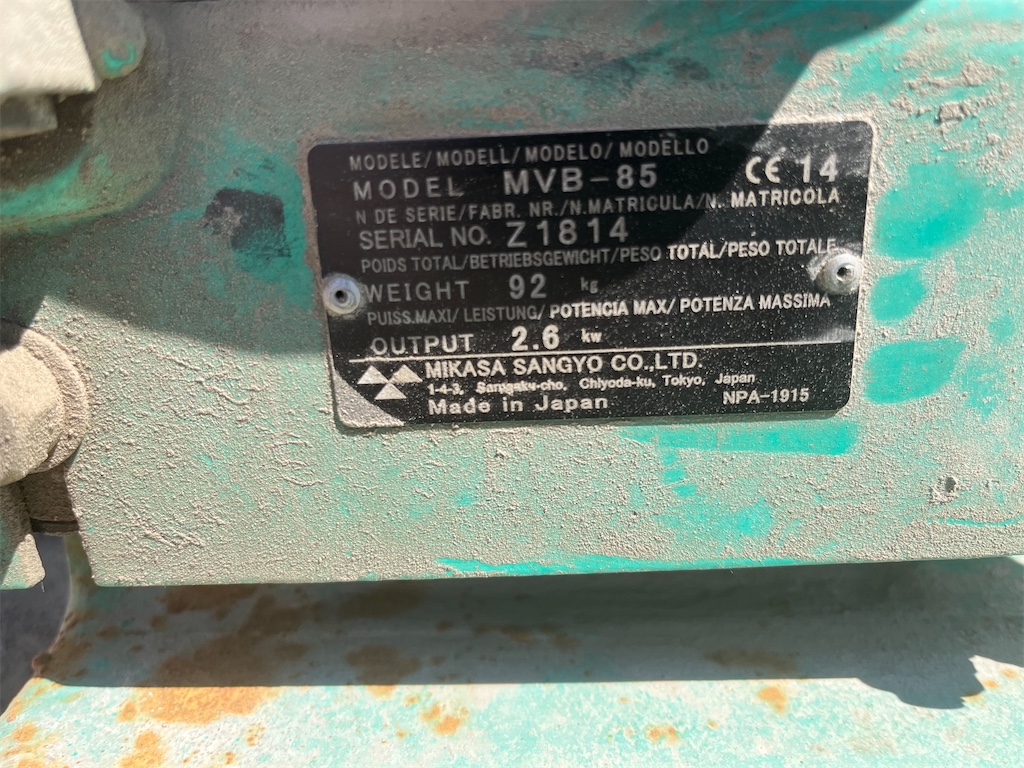 MODELE/ MODELL/ MODELO/ MODELLO
MODEL MVB-85 CE 14
N DE SERIE/FABR. NR./N.MATRICULA/N. MATRICOLA
SERIAL NO. Z1814
POIDS TOTAL/BETRIEBSGEWICHT/PESO TOTAL/PESO TOTALE
WEIGHT 92 kg
PUISS.MAXI/ LEISTUNG/ POTENCIA MAX/ POTENZA MASSIMA
OUTPUT 2.6 kw
MIKASA SANGYO CO.,LTD.
1-4-3, Sarugaku-cho, Chiyoda-ku, Tokyo, Japan
Made in Japan NPA-1915